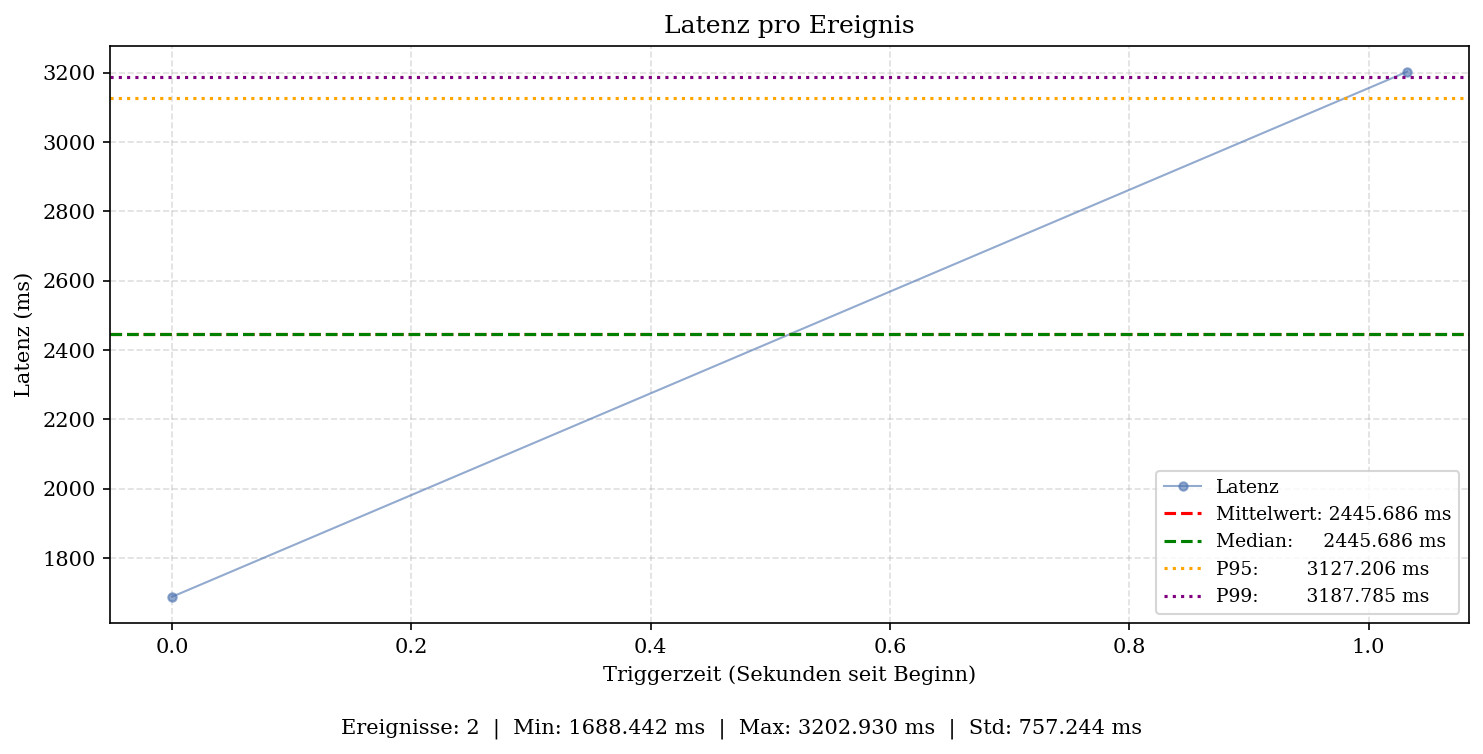 Latenz pro Ereignis
Latenz (ms)
3200
3000
2800
2600
2400
2200
2000
1800
Latenz
Mittelwert: 2445.686 ms
Median: 2445.686 ms
P95: 3127.206 ms
P99: 3187.785 ms
0.0 0.2 0.4 0.6 0.8 1.0
Triggerzeit (Sekunden seit Beginn)
Ereignisse: 2 | Min: 1688.442 ms | Max: 3202.930 ms | Std: 757.244 ms